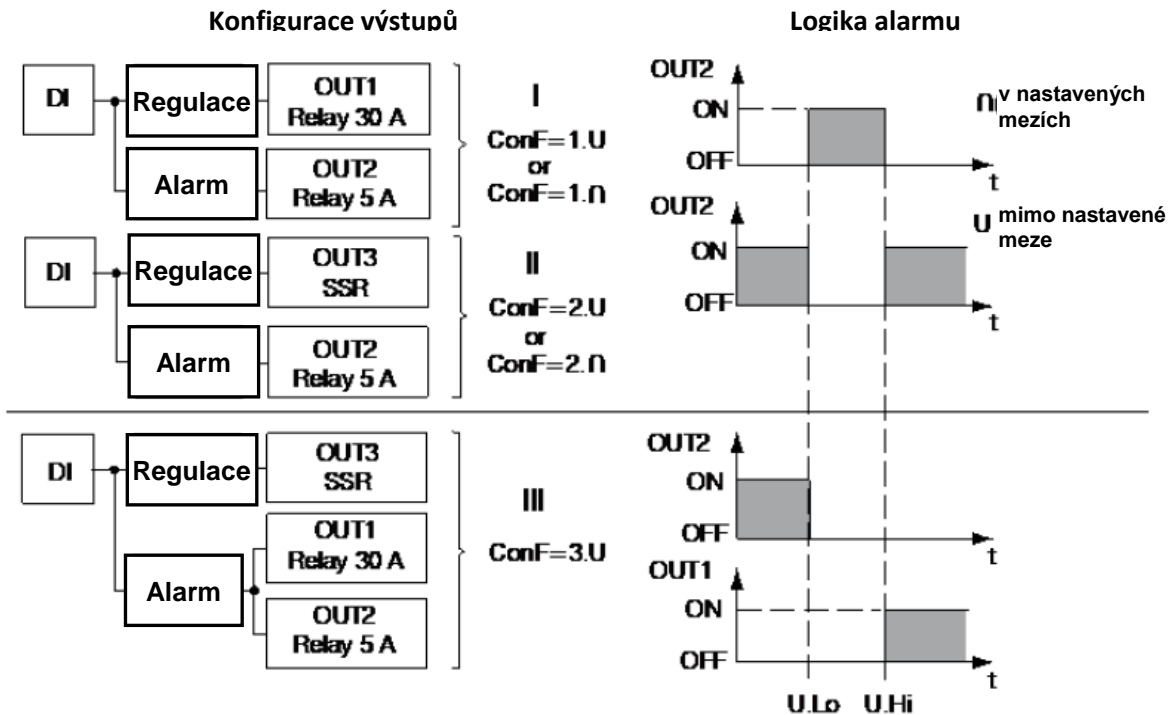 Konfigurace výstupů
DI
Regulace
OUT1
Relay 30 A
Alarm
OUT2
Relay 5 A
I
ConF=1.U
or
ConF=1.Π
DI
Regulace
OUT3
SSR
Alarm
OUT2
Relay 5 A
II
ConF=2.U
or
ConF=2.Π
DI
Regulace
OUT3
SSR
Alarm
OUT1
Relay 30 A
OUT2
Relay 5 A
III
ConF=3.U
Logika alarmu
OUT2
ON
OFF
t
Π v nastavených
mezích
OUT2
ON
OFF
t
U mimo nastavené
meze
OUT2
ON
OFF
t
OUT1
ON
OFF
t
U.Lo U.Hi